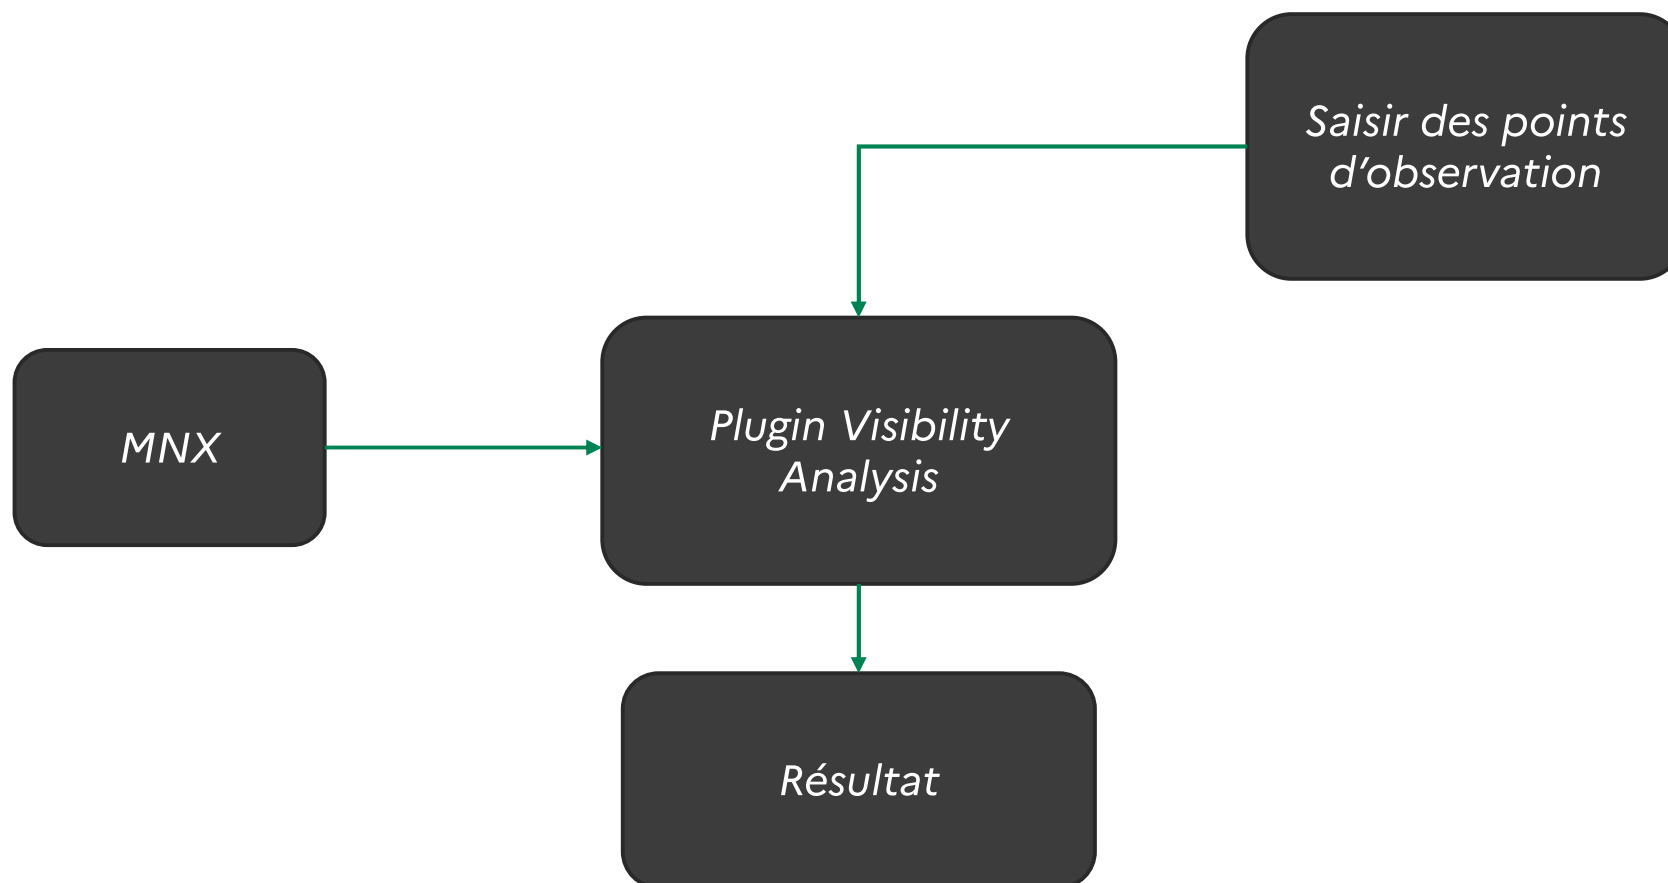 Saisir des points
d’observation
MNX
Plugin Visibility
Analysis
Résultat